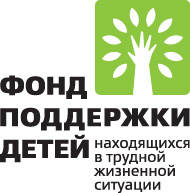 ФОНД
ПОДДЕРЖКИ
ДЕТЕЙ
находящихся
в трудной
жизненной
ситуации